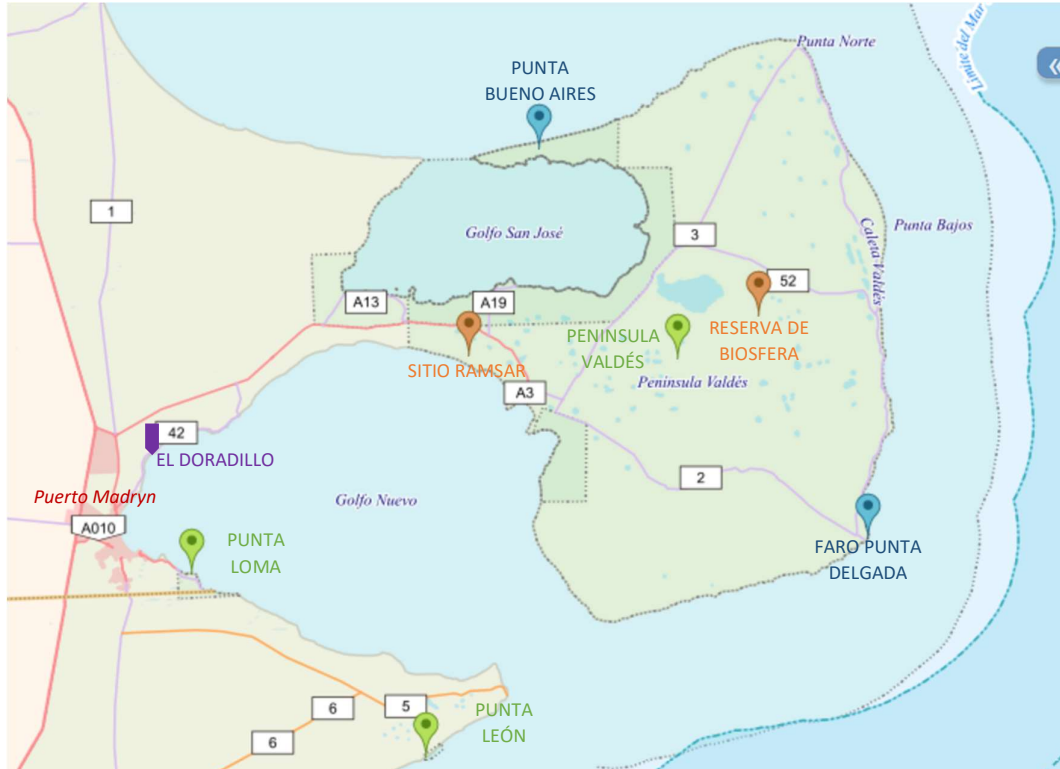 Punta Norte
Límite del Mar
«
PUNTA
BUENO AIRES
1
Golfo San José
3
Punta Bajos
Caleta Valdés
52
A13
A19
RESERVA DE
BIOSFERA
PENINSULA
VALDÉS
SITIO RAMSAR
Península Valdés
A3
42
EL DORADILLO
2
Puerto Madryn
Golfo Nuevo
A010
PUNTA
LOMA
FARO PUNTA
DELGADA
6
5
PUNTA
LEÓN
6